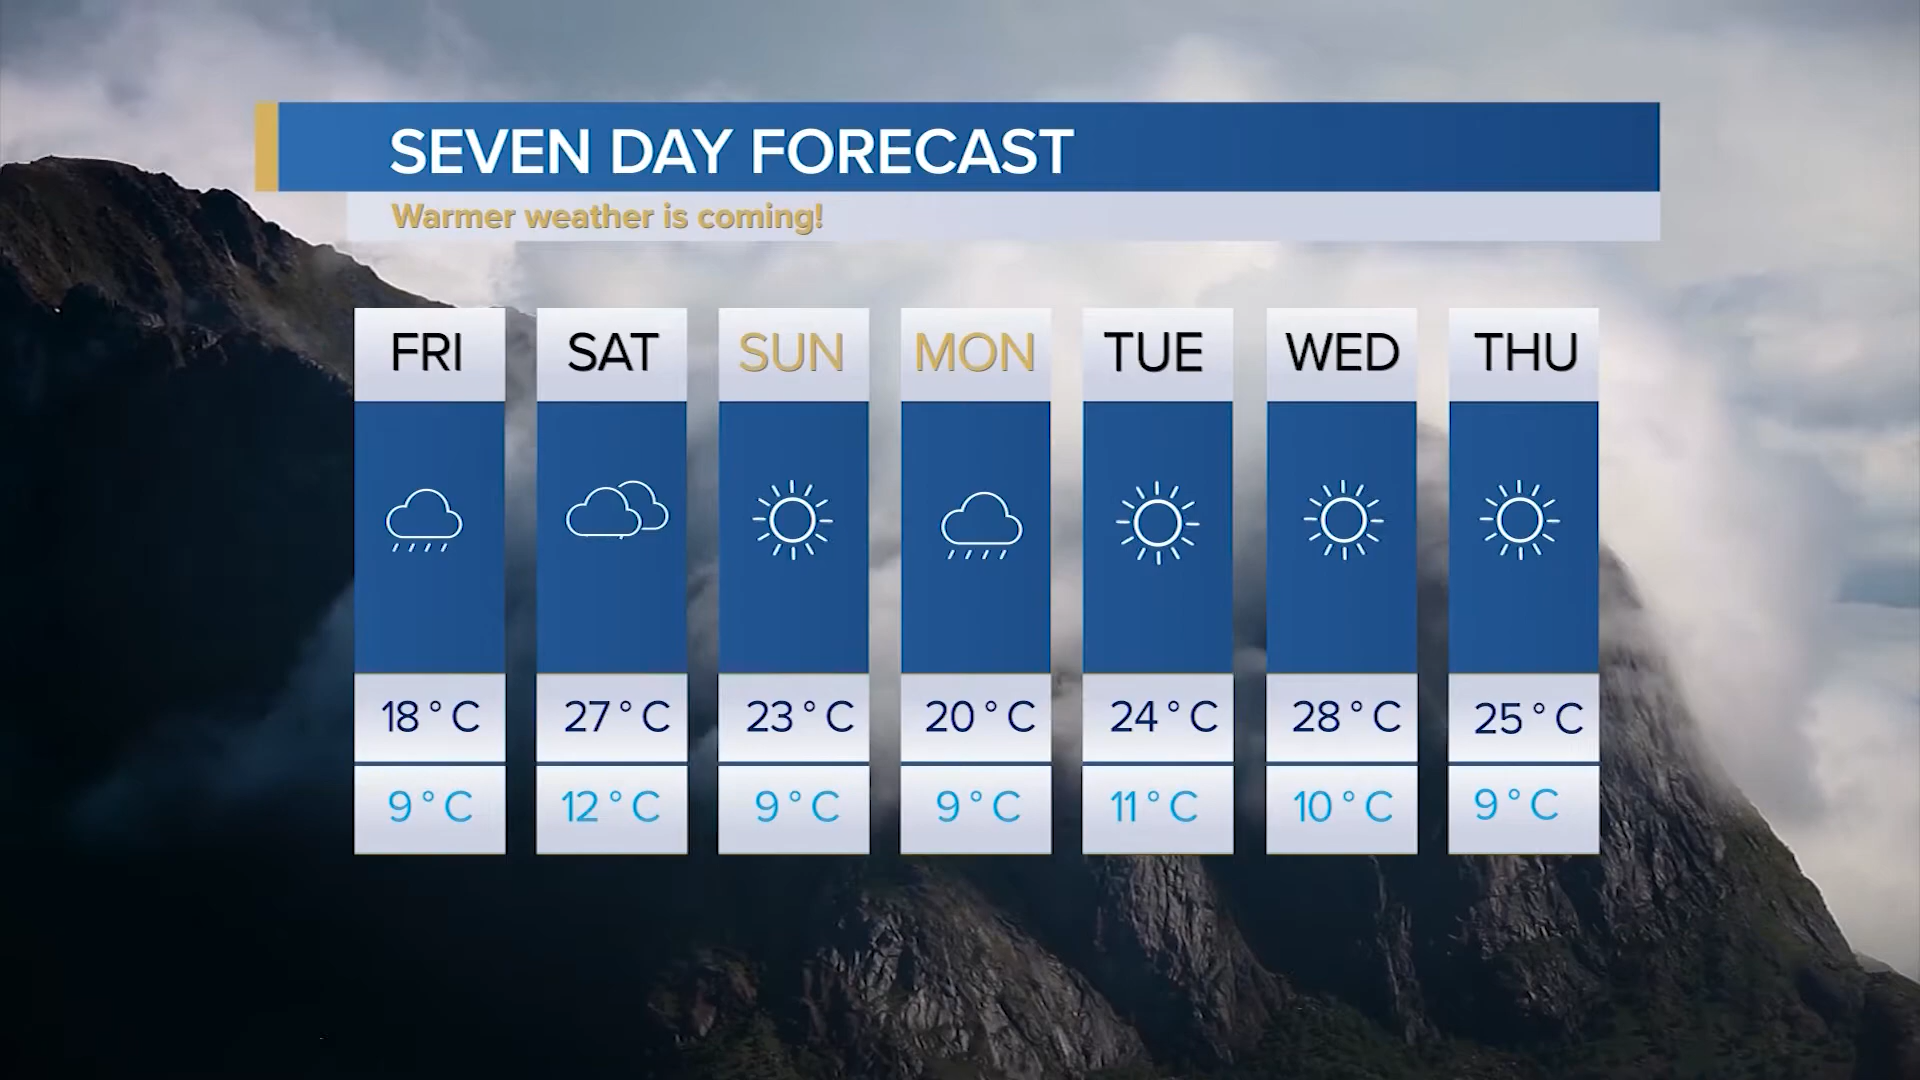 SEVEN DAY FORECAST
Warmer weather is coming!
FRI SAT SUN MON TUE WED THU
18°C 27°C 23°C 20°C 24°C 28°C 25°C
9°C 12°C 9°C 9°C 11°C 10°C 9°C